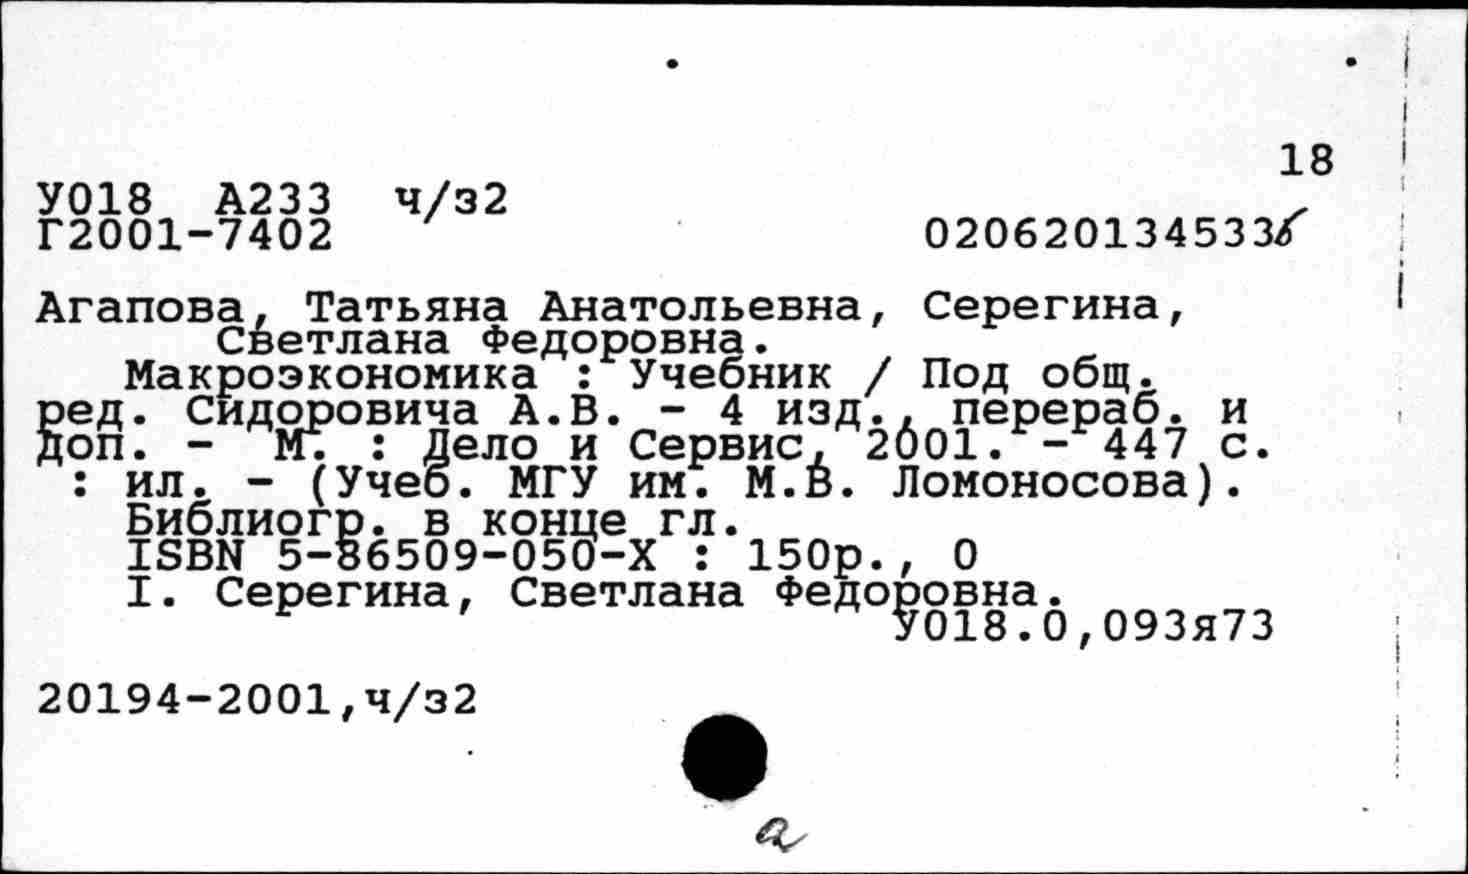 18
У018 А233 ч/з2
Г2001-7402 020620134533
Агапова, Татьяна Анатольевна, Серегина,
Светлана Федоровна.
Макроэкономика : Учебник / Под общ.
ред. Сидоровича А.В. - 4 изд., перераб. и
доп. - М. : Дело и Сервис, 2001. - 447 с.
: ил. - (Учеб. МГУ им. М.В. Ломоносова).
Библиогр. в конце гл.
ISBN 5-86509-050-X : 150р., 0
I. Серегина, Светлана Федоровна.
У018.0,093я73
20194-2001,ч/з2
а